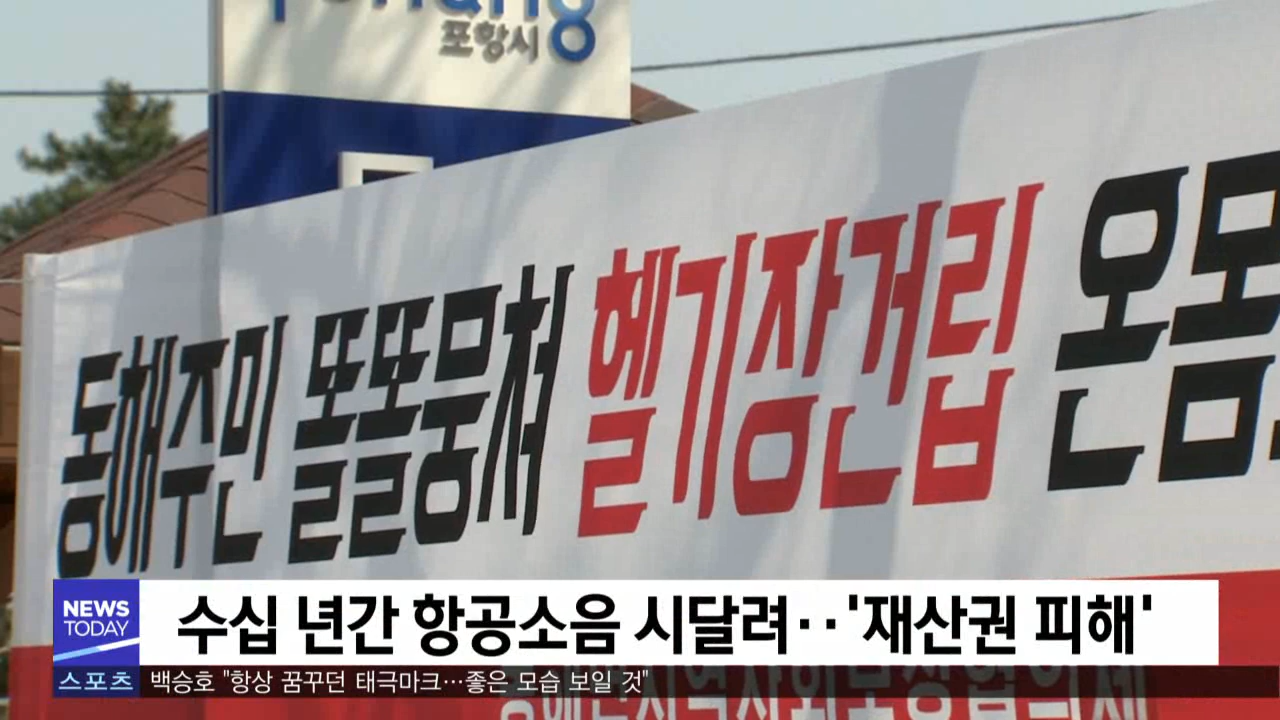 포항시
동해주민 똘똘뭉쳐 헬기장건립 온몸
NEWS
TODAY
수십 년간 항공소음 시달려‥'재산권 피해'
스포츠 백승호 "항상 꿈꾸던 태극마크…좋은 모습 보일 것"